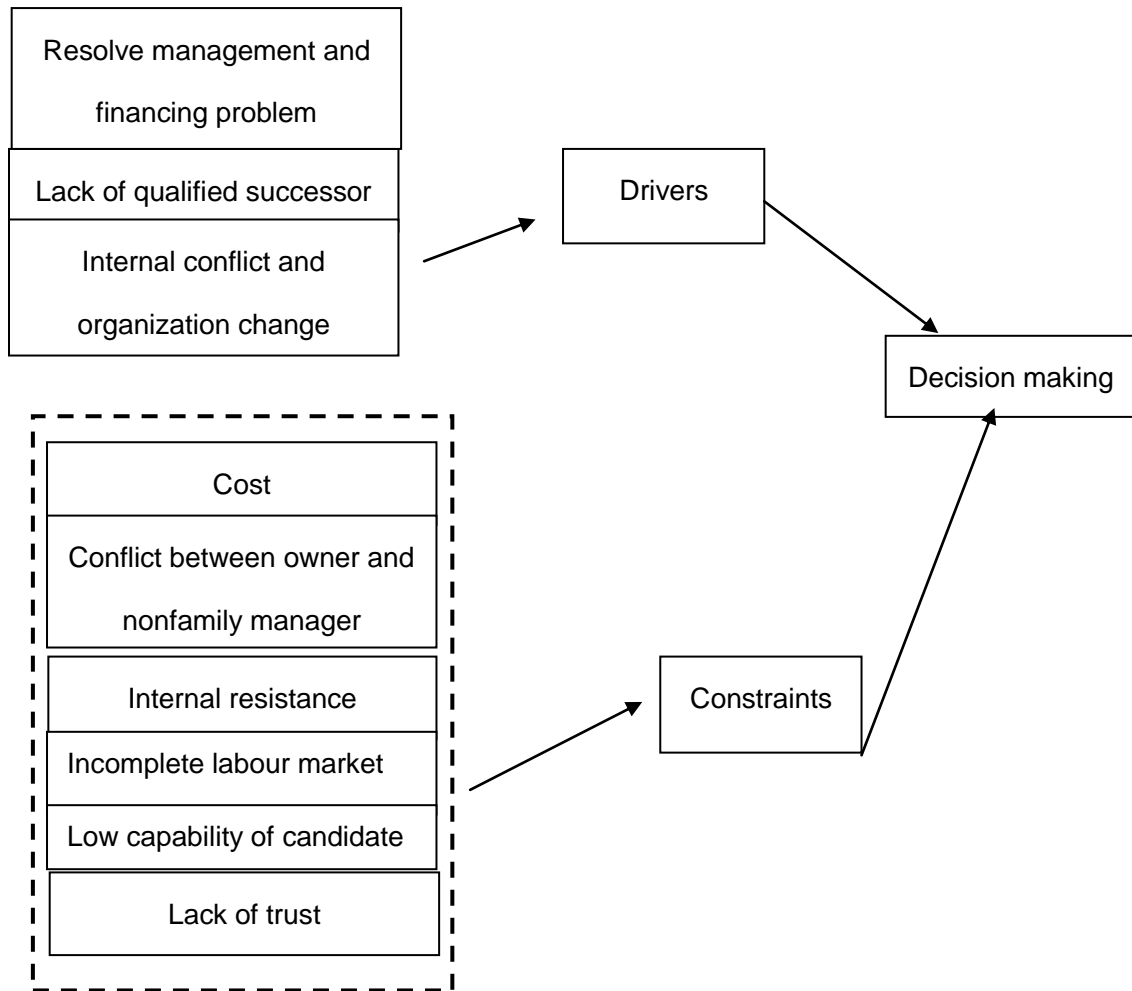 Resolve management and
financing problem
Lack of qualified successor
Internal conflict and
organization change
Drivers
Decision making
Cost
Conflict between owner and
nonfamily manager
Internal resistance
Incomplete labour market
Low capability of candidate
Lack of trust
Constraints